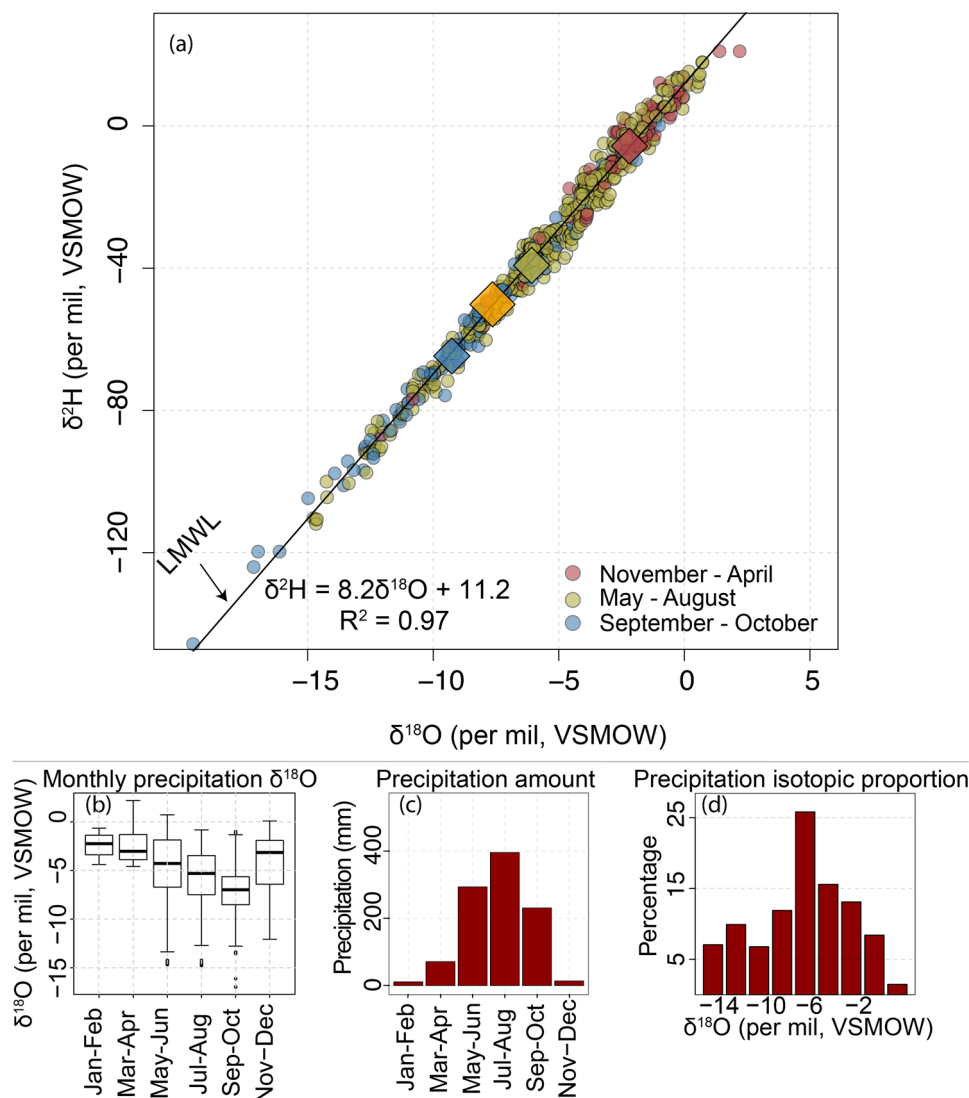 (a)
0
−40
−80
−120
δ²H (per mil, VSMOW)
LMWL
δ²H = 8.2δ¹⁸O + 11.2
R² = 0.97
November - April
May - August
September - October
−15 −10 −5 0 5
δ¹⁸O (per mil, VSMOW)
Monthly precipitation δ¹⁸O
(b)
0
−5
−10
−15
δ¹⁸O (per mil, VSMOW)
Jan-Feb
Mar-Apr
May-Jun
Jul-Aug
Sep-Oct
Nov−Dec
Precipitation amount
(c)
400
200
0
Precipitation (mm)
Jan-Feb
Mar-Apr
May-Jun
Jul-Aug
Sep-Oct
Nov−Dec
Precipitation isotopic proportion
(d)
25
15
5
Percentage
−14 −10 −6 −2
δ¹⁸O (per mil, VSMOW)